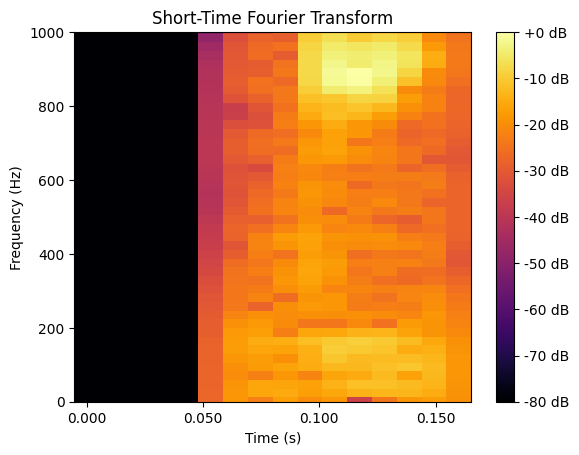 Short-Time Fourier Transform
1000
800
600
400
200
0
Frequency (Hz)
0.000
0.050
0.100
0.150
Time (s)
+0 dB
-10 dB
-20 dB
-30 dB
-40 dB
-50 dB
-60 dB
-70 dB
-80 dB